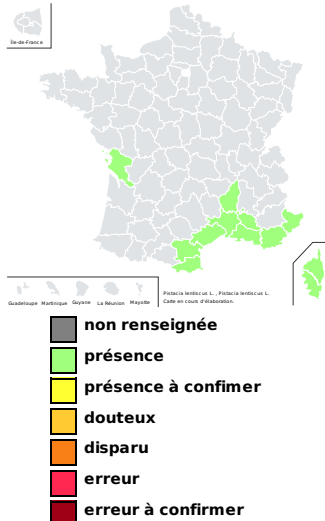 Île-de-France
Guadeloupe Martinique Guyane La Réunion Mayotte
Pistacia lentiscus L. , Pistacia lentiscus L.
Carte en cours d'élaboration.
non renseignée
présence
présence à confimer
douteux
disparu
erreur
erreur à confirmer